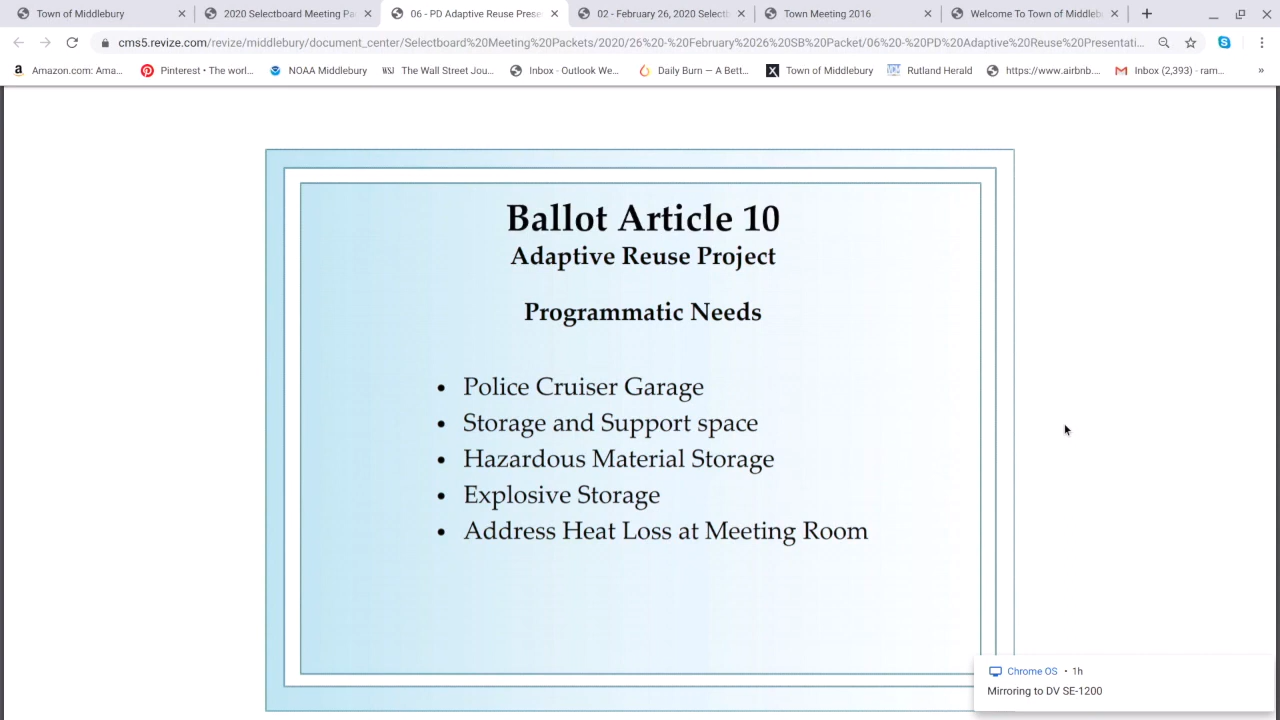 Town of Middlebury
2020 Selectboard Meeting Pa
06 - PD Adaptive Reuse Prese
02 - February 26, 2020 Selectb
Town Meeting 2016
Welcome To Town of Middleb
cms5.revize.com/revize/middlebury/document_center/Selectboard%20Meeting%20Packets/2020/26%20-%20February%2026%20SB%20Packet/06%20-%20PD%20Adaptive%20Reuse%20Presentati...
Amazon.com: Ama...
Pinterest • The worl...
NOAA Middlebury
WSJ The Wall Street Jou...
Inbox - Outlook We...
Daily Burn — A Bett...
X Town of Middlebury
Rutland Herald
https://www.airbnb....
Inbox (2,393) - ram...
»
Ballot Article 10
Adaptive Reuse Project
Programmatic Needs
• Police Cruiser Garage
• Storage and Support space
• Hazardous Material Storage
• Explosive Storage
• Address Heat Loss at Meeting Room
Chrome OS • 1h
Mirroring to DV SE-1200